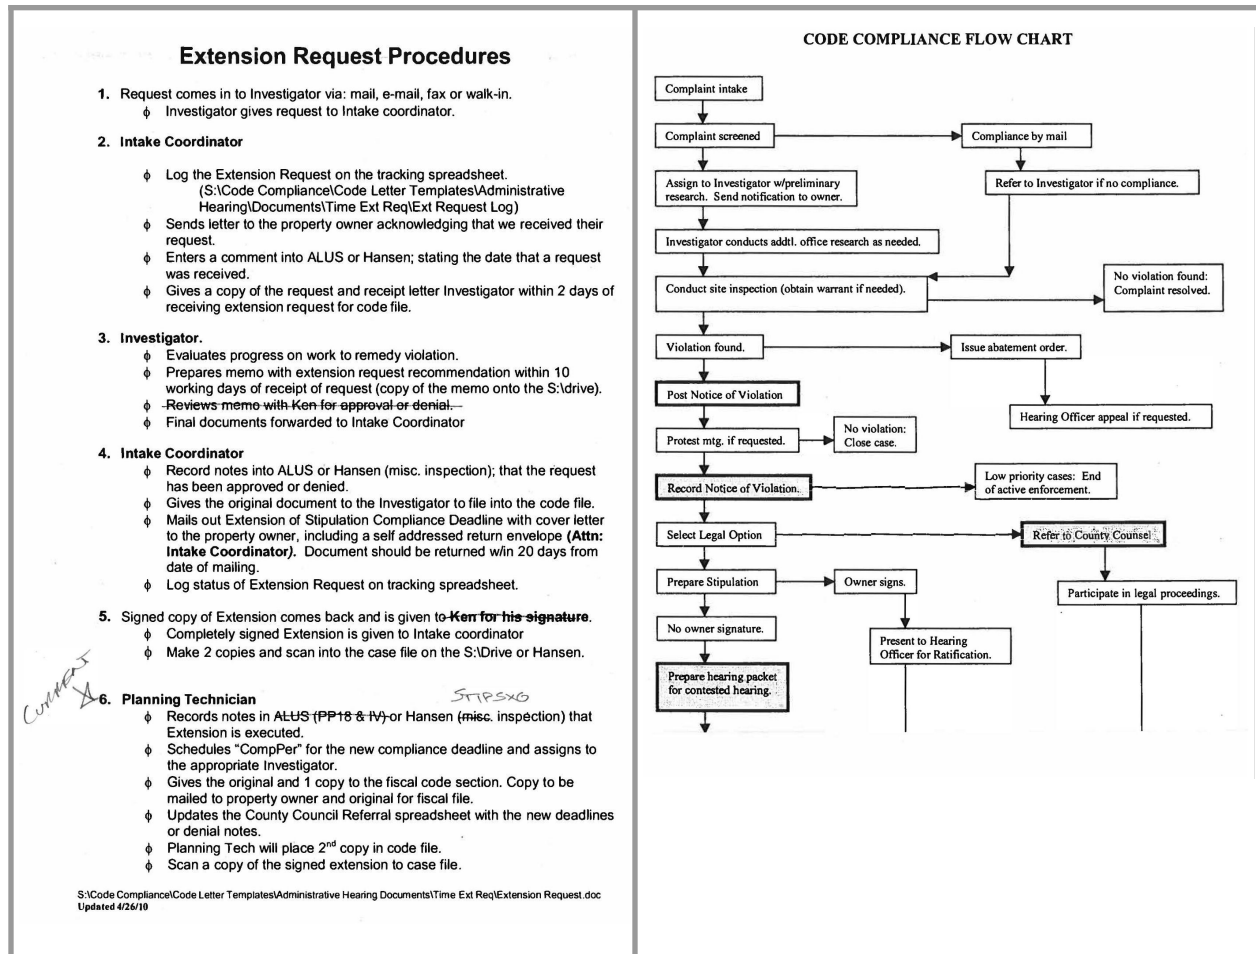 Extension Request Procedures
1. Request comes in to Investigator via: mail, e-mail, fax or walk-in.
ϕ Investigator gives request to Intake coordinator.
2. Intake Coordinator
ϕ Log the Extension Request on the tracking spreadsheet.
(S:\Code Compliance\Code Letter Templates\Administrative
Hearing\Documents\Time Ext Req\Ext Request Log)
ϕ Sends letter to the property owner acknowledging that we received their
request.
ϕ Enters a comment into ALUS or Hansen; stating the date that a request
was received.
ϕ Gives a copy of the request and receipt letter Investigator within 2 days of
receiving extension request for code file.
3. Investigator.
ϕ Evaluates progress on work to remedy violation.
ϕ Prepares memo with extension request recommendation within 10
working days of receipt of request (copy of the memo onto the S:\drive).
ϕ Reviews memo with Ken for approval or denial.
ϕ Final documents forwarded to Intake Coordinator
4. Intake Coordinator
ϕ Record notes into ALUS or Hansen (misc. inspection); that the request
has been approved or denied.
ϕ Gives the original document to the Investigator to file into the code file.
ϕ Mails out Extension of Stipulation Compliance Deadline with cover letter
to the property owner, including a self addressed return envelope (Attn:
Intake Coordinator). Document should be returned w/in 20 days from
date of mailing.
ϕ Log status of Extension Request on tracking spreadsheet.
5. Signed copy of Extension comes back and is given to Ken for his signature.
ϕ Completely signed Extension is given to Intake coordinator
ϕ Make 2 copies and scan into the case file on the S:\Drive or Hansen.
CURRENT
6. Planning Technician
STIPSXG
ϕ Records notes in ALUS (PP18 & IV) or Hansen (misc. inspection) that
Extension is executed.
ϕ Schedules “CompPer” for the new compliance deadline and assigns to
the appropriate Investigator.
ϕ Gives the original and 1 copy to the fiscal code section. Copy to be
mailed to property owner and original for fiscal file.
ϕ Updates the County Council Referral spreadsheet with the new deadlines
or denial notes.
ϕ Planning Tech will place 2nd copy in code file.
ϕ Scan a copy of the signed extension to case file.
S:\Code Compliance\Code Letter Templates\Administrative Hearing Documents\Time Ext Req\Extension Request.doc
Updated 4/26/10
CODE COMPLIANCE FLOW CHART
Complaint intake
Complaint screened
Compliance by mail
Assign to Investigator w/preliminary
research. Send notification to owner.
Refer to Investigator if no compliance.
Investigator conducts addtl. office research as needed.
Conduct site inspection (obtain warrant if needed).
No violation found:
Complaint resolved.
Violation found.
Issue abatement order.
Post Notice of Violation
Hearing Officer appeal if requested.
Protest mtg. if requested.
No violation:
Close case.
Record Notice of Violation.
Low priority cases: End
of active enforcement.
Select Legal Option
Refer to County Counsel
Prepare Stipulation
Owner signs.
Participate in legal proceedings.
No owner signature.
Present to Hearing
Officer for Ratification.
Prepare hearing packet
for contested hearing.